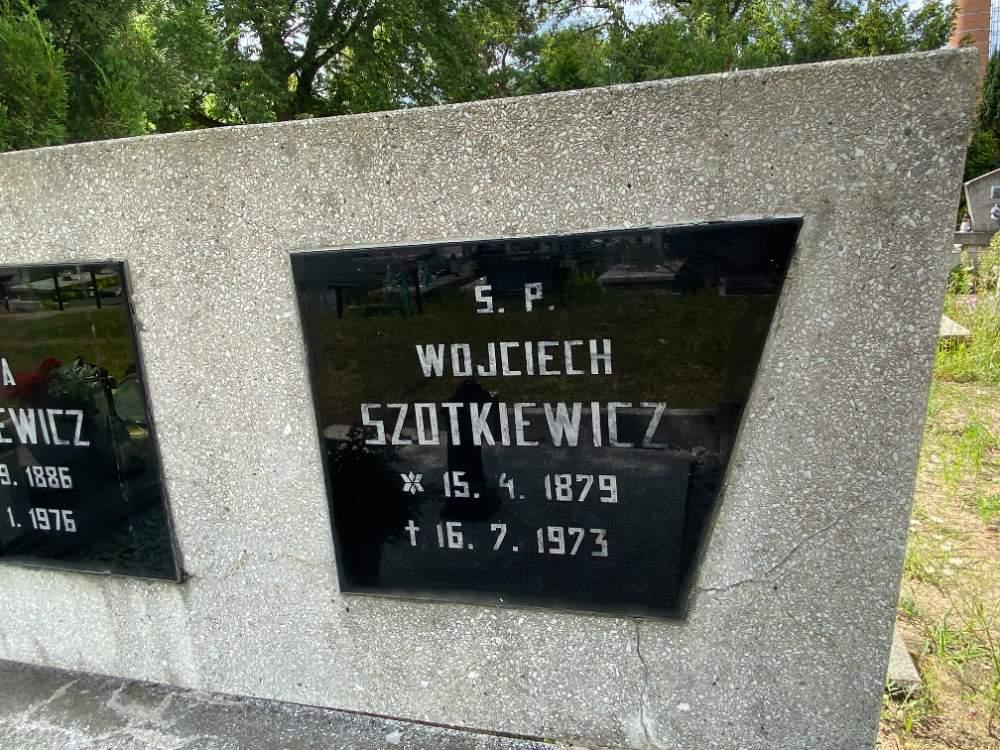 A
EWICZ
9. 1886
1. 1976
Ś. P.
WOJCIECH
SZOTKIEWICZ
* 15. 4. 1879
† 16. 7. 1973